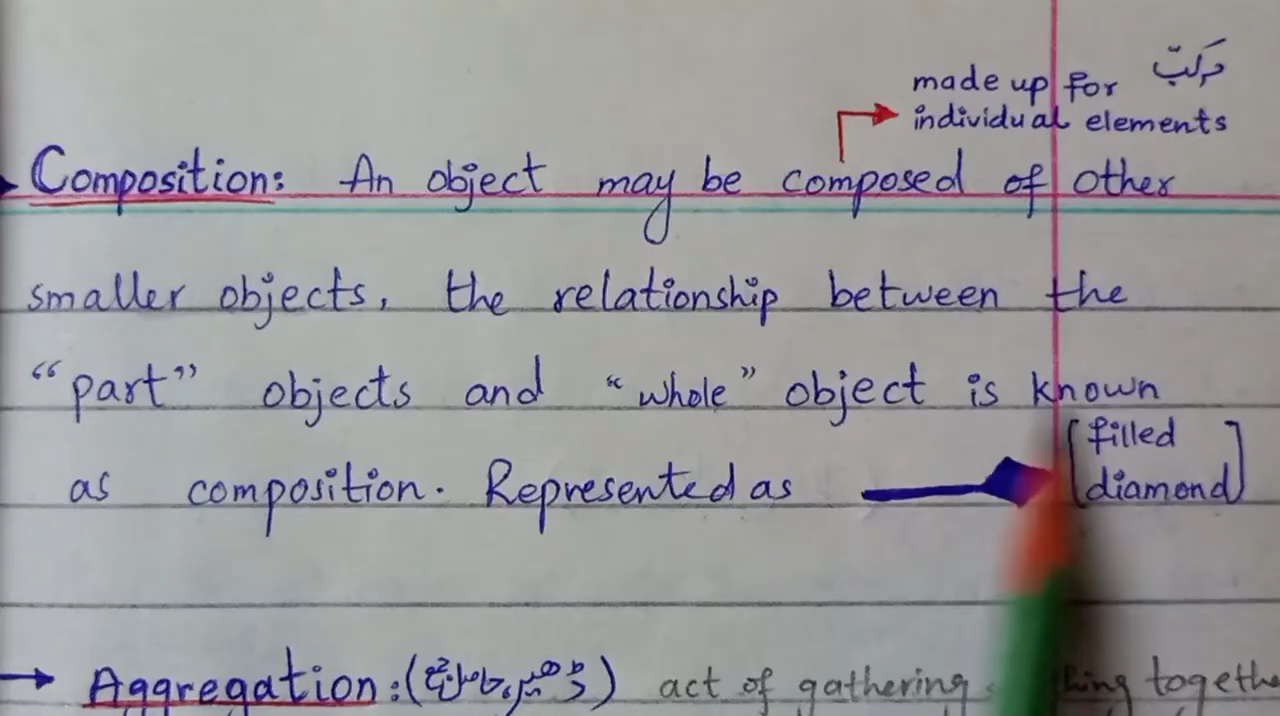 made up for مرکب
individual elements
Composition: An object may be composed of other
smaller objects, the relationship between the
“part” objects and “whole” object is known
as composition. Represented as [filled
diamond]
Aggregation: act of gathering togethe